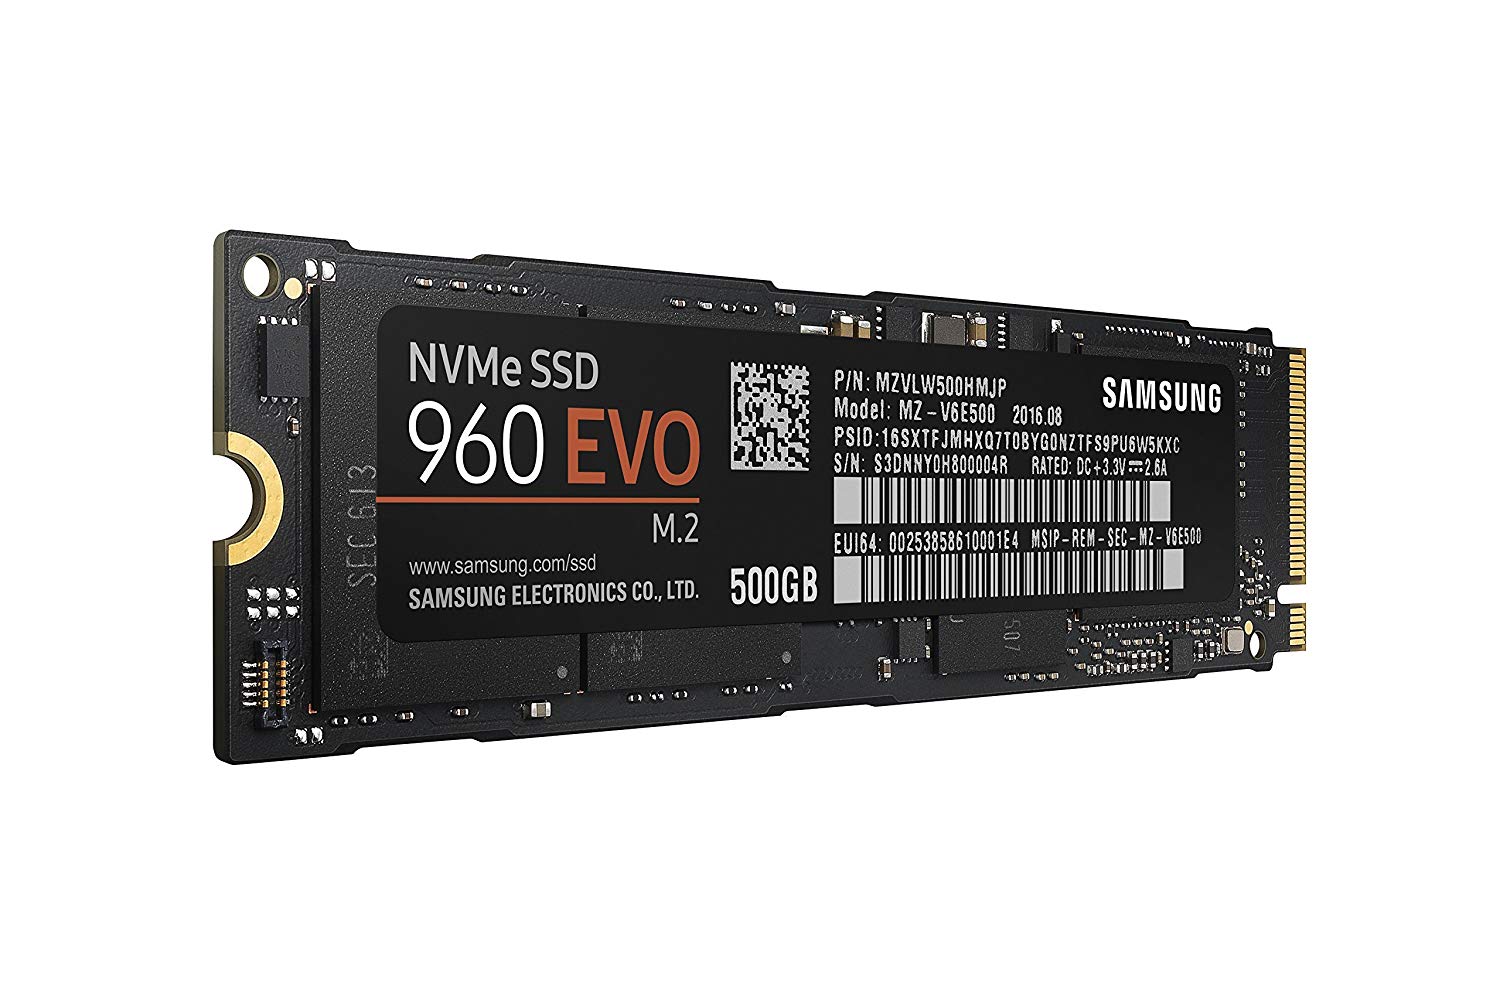 NVMe SSD
960 EVO
M.2
www.samsung.com/ssd
SAMSUNG ELECTRONICS CO., LTD.
500GB
P/N: MZVLW500HMJP
Model: MZ-V6E500 2016.08
PSID:16SXTFJMHXQ7T0BYG0NZTFS9PU6W5KXC
S/N: S3DNNY0H800004R RATED: DC+3.3V⎓2.6A
EUI64: 00253858610001E4 MSIP-REM-SEC-MZ-V6E500
SAMSUNG
SEC 613
507